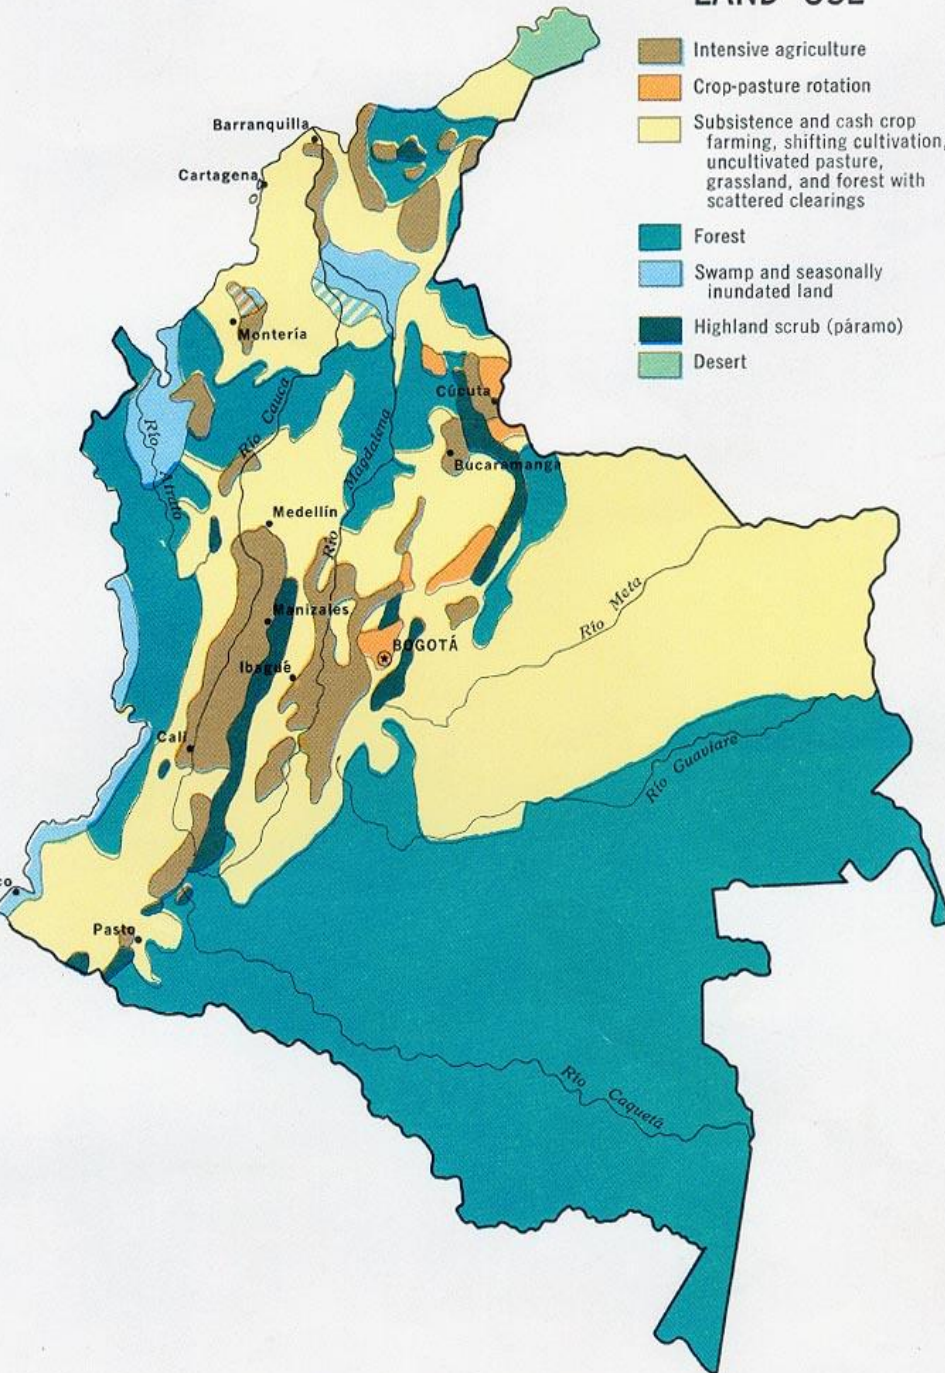 LAND USE
Intensive agriculture
Crop-pasture rotation
Subsistence and cash crop
farming, shifting cultivation,
uncultivated pasture,
grassland, and forest with
scattered clearings
Forest
Swamp and seasonally
inundated land
Highland scrub (páramo)
Desert
Barranquilla
Cartagena
Montería
Cúcuta
Río Cauca
Río Magdalena
Río Atrato
Bucaramanga
Medellín
Manizales
Río Meta
BOGOTÁ
Ibagué
Cali
Río Guaviare
co
Pasto
Río Caquetá